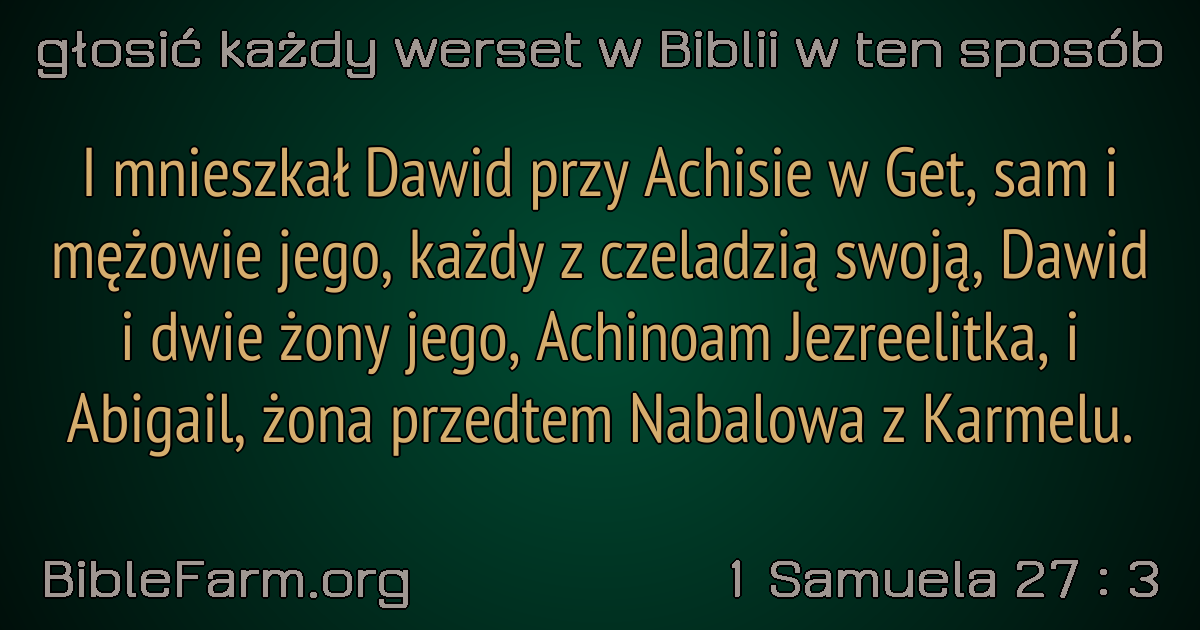 głosić każdy werset w Biblii w ten sposób
I mnieszkał Dawid przy Achisie w Get, sam i
mężowie jego, każdy z czeladzią swoją, Dawid
i dwie żony jego, Achinoam Jezreelitka, i
Abigail, żona przedtem Nabalowa z Karmelu.
BibleFarm.org
1 Samuela 27 : 3